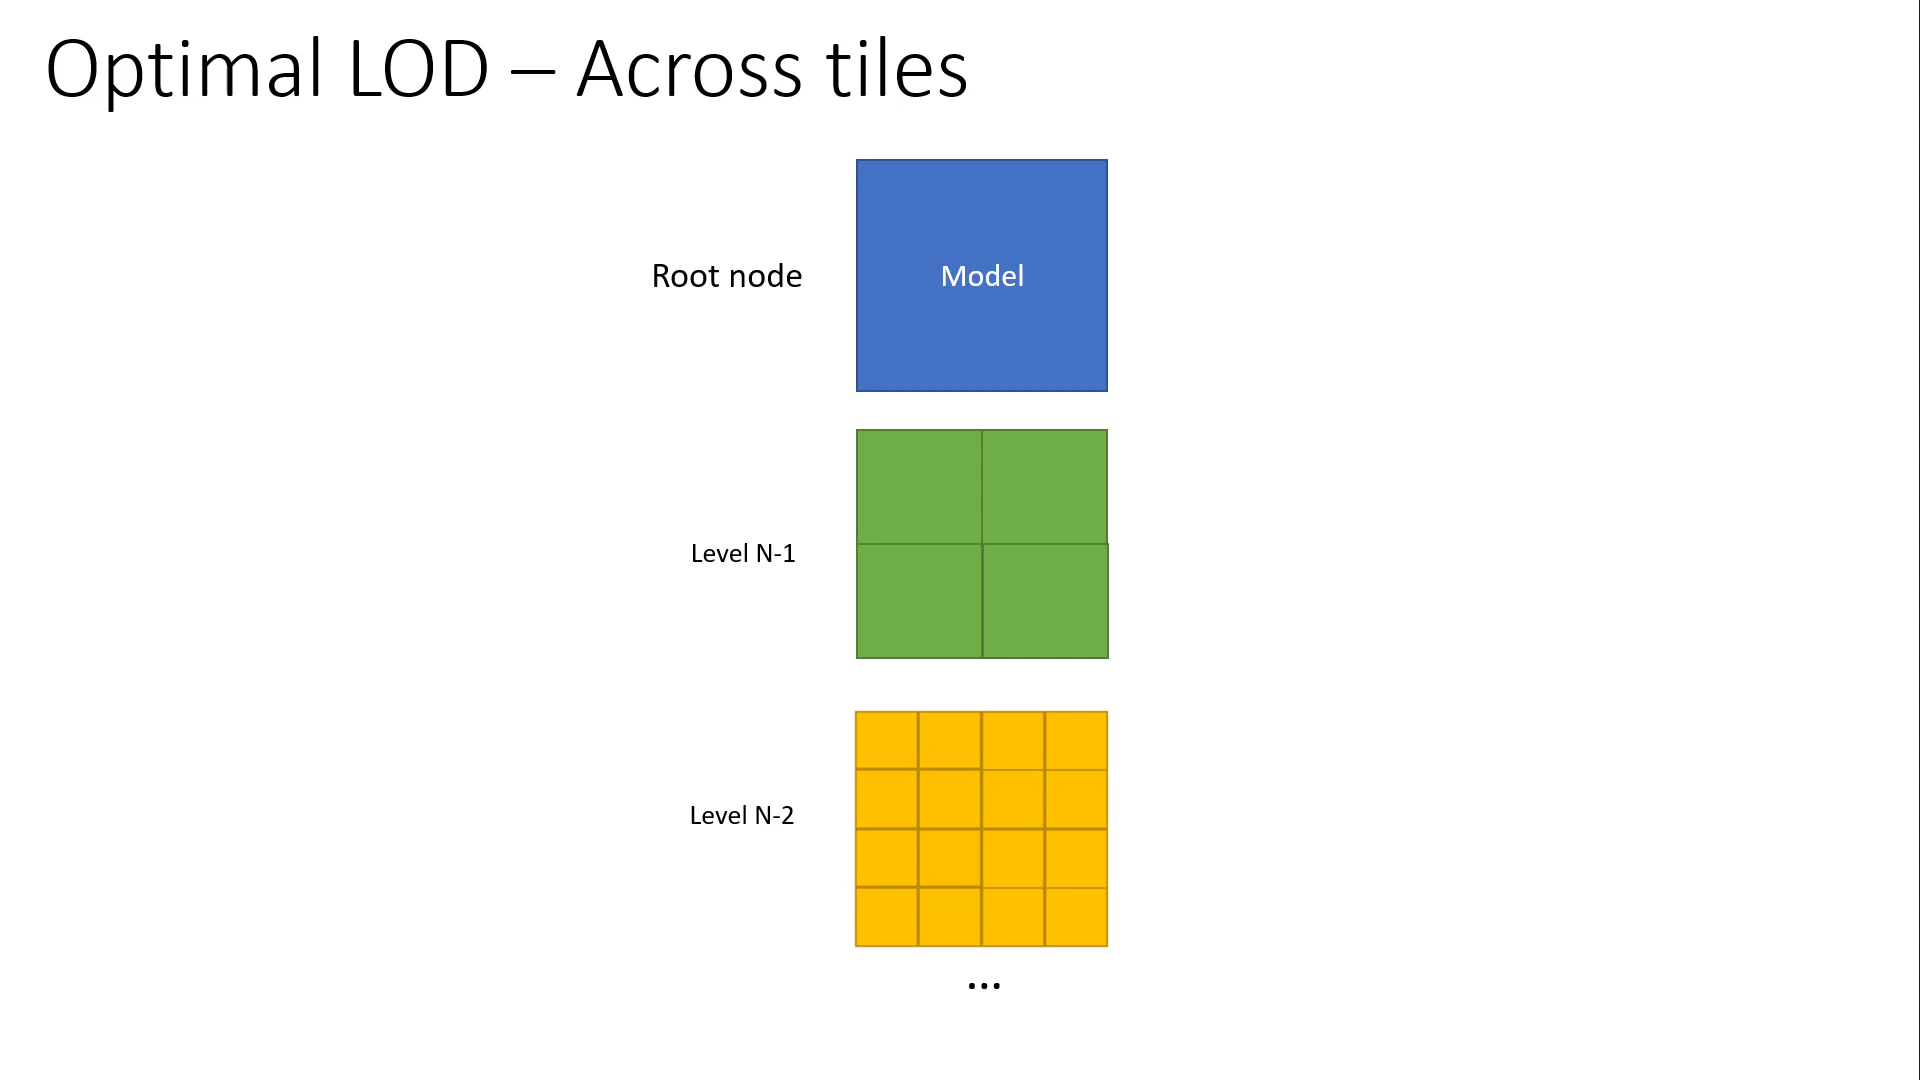 Optimal LOD – Across tiles
Root node
Model
Level N-1
Level N-2
...